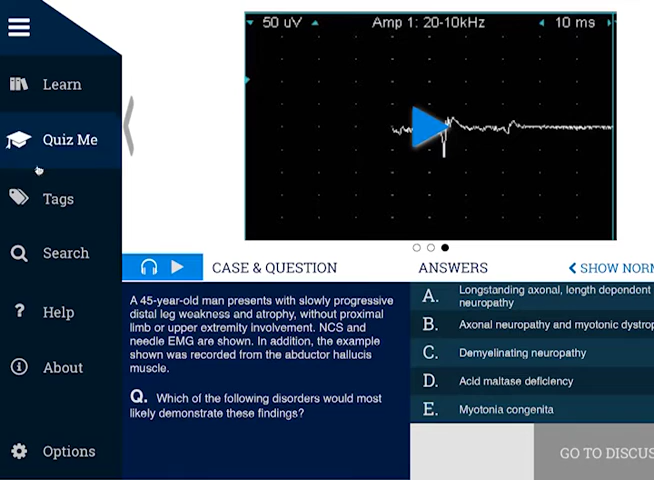 50 uV
Amp 1: 20-10kHz
10 ms
Learn
Quiz Me
Tags
Search
Help
About
Options
CASE & QUESTION
A 45-year-old man presents with slowly progressive
distal leg weakness and atrophy, without proximal
limb or upper extremity involvement. NCS and
needle EMG are shown. In addition, the example
shown was recorded from the abductor hallucis
muscle.
Q. Which of the following disorders would most
likely demonstrate these findings?
ANSWERS
SHOW NORM
A. Longstanding axonal, length dependent
neuropathy
B. Axonal neuropathy and myotonic dystrop
C. Demyelinating neuropathy
D. Acid maltase deficiency
E. Myotonia congenita
GO TO DISCUS